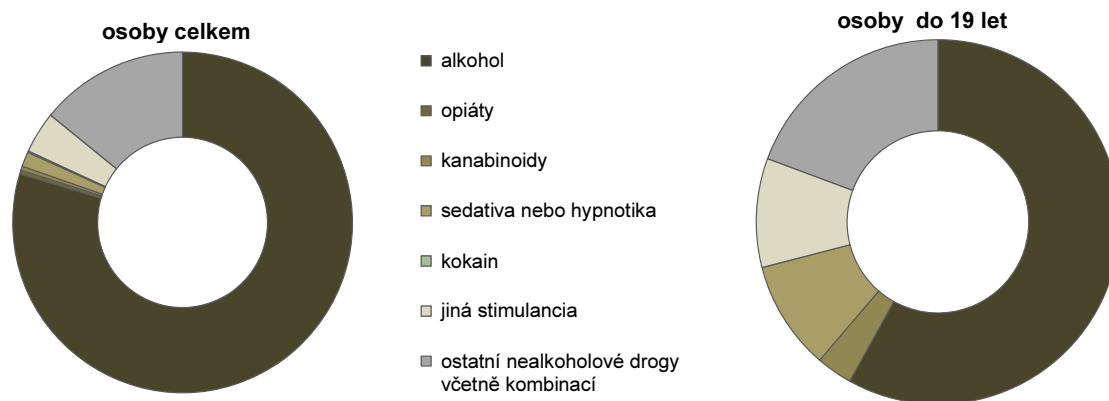 osoby celkem
osoby do 19 let
alkohol
opiáty
kanabinoidy
sedativa nebo hypnotika
kokain
jiná stimulancia
ostatní nealkoholové drogy
včetně kombinací